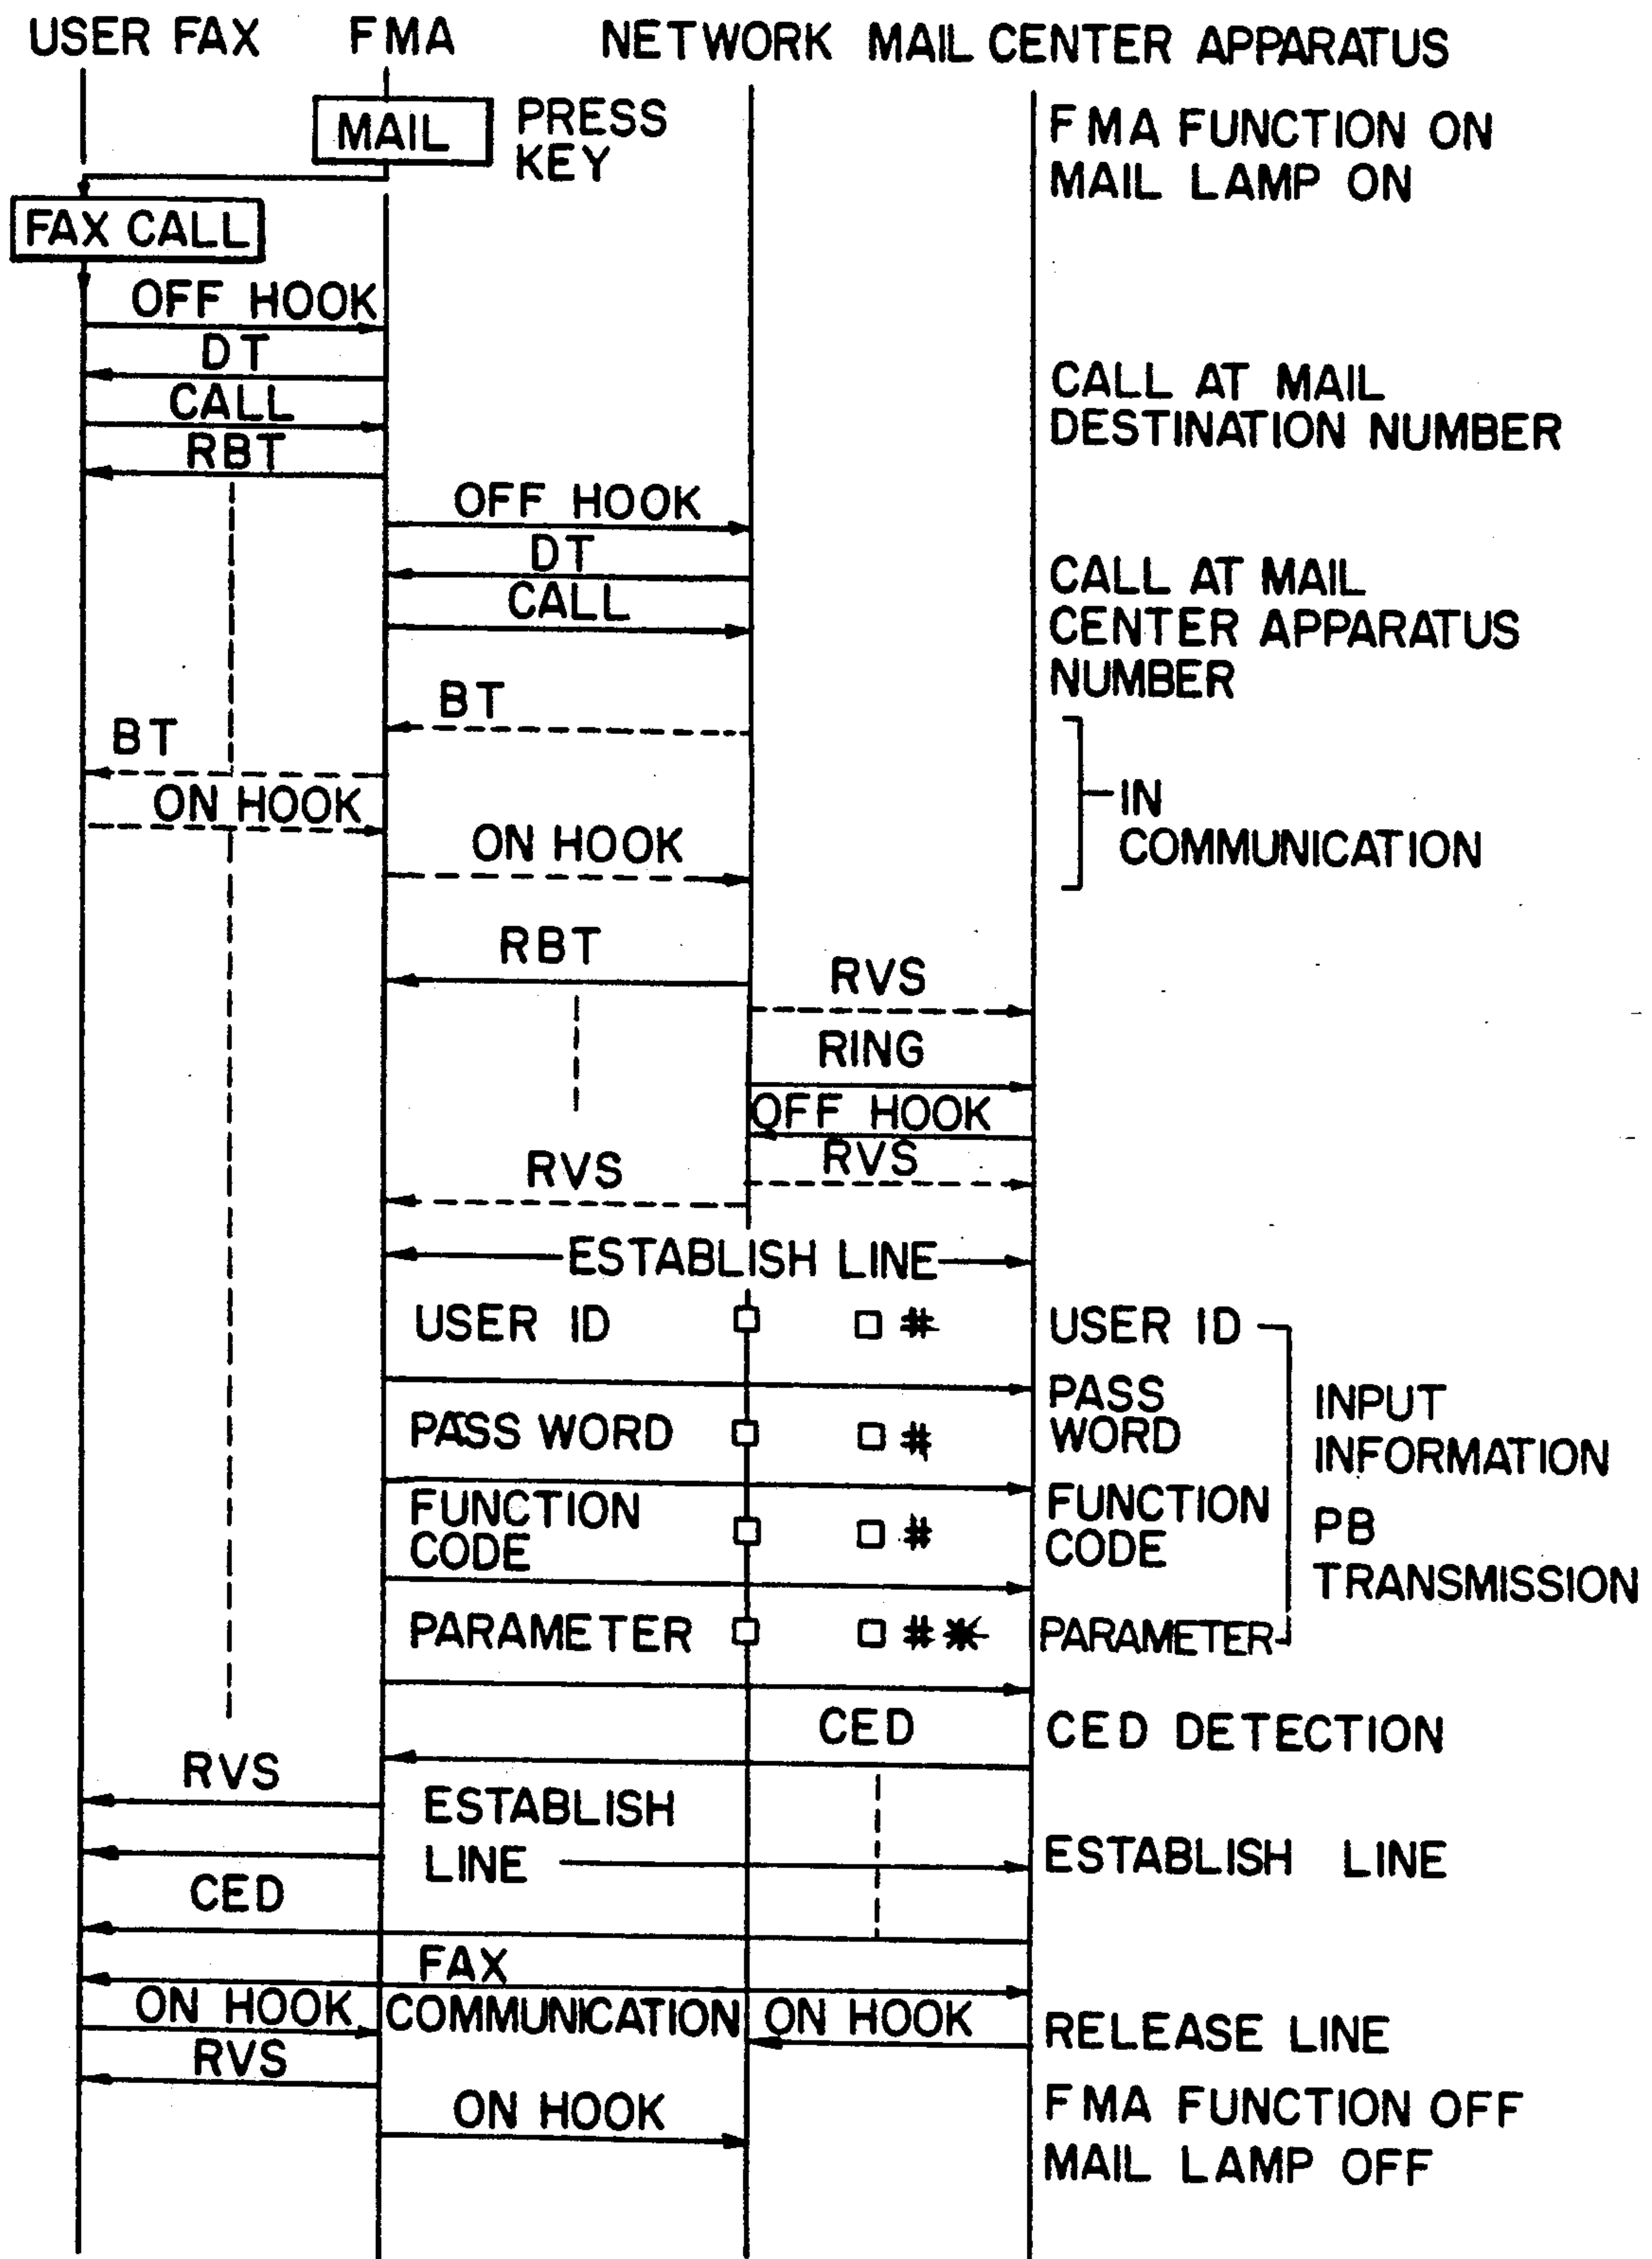 USER FAX FMA NETWORK MAIL CENTER APPARATUS
MAIL PRESS KEY
FMA FUNCTION ON
MAIL LAMP ON
FAX CALL
OFF HOOK
DT
CALL
CALL AT MAIL
DESTINATION NUMBER
RBT
OFF HOOK
DT
CALL
CALL AT MAIL
CENTER APPARATUS
NUMBER
BT
BT
ON HOOK
ON HOOK
IN
COMMUNICATION
RBT
RVS
RING
OFF HOOK
RVS
RVS
ESTABLISH LINE
USER ID □ □ # USER ID
PASS WORD □ □ # PASS
WORD
FUNCTION
CODE □ □ # FUNCTION
CODE
PARAMETER □ □ # * PARAMETER
INPUT
INFORMATION
PB
TRANSMISSION
CED CED DETECTION
RVS
ESTABLISH
LINE
ESTABLISH LINE
CED
FAX
COMMUNICATION
ON HOOK
ON HOOK
RELEASE LINE
RVS
ON HOOK
FMA FUNCTION OFF
MAIL LAMP OFF